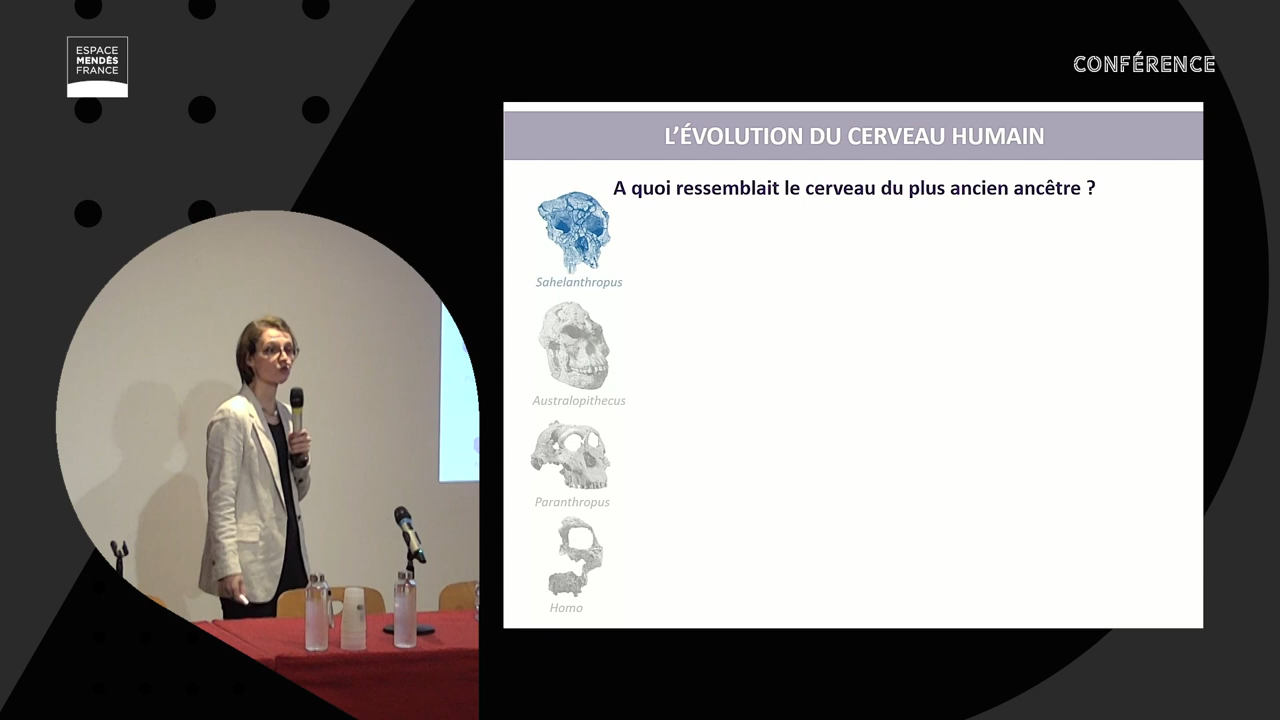 ESPACE
MENDÈS
FRANCE
CONFÉRENCE
L'ÉVOLUTION DU CERVEAU HUMAIN
A quoi ressemblait le cerveau du plus ancien ancêtre ?
Sahelanthropus
Australopithecus
Paranthropus
Homo